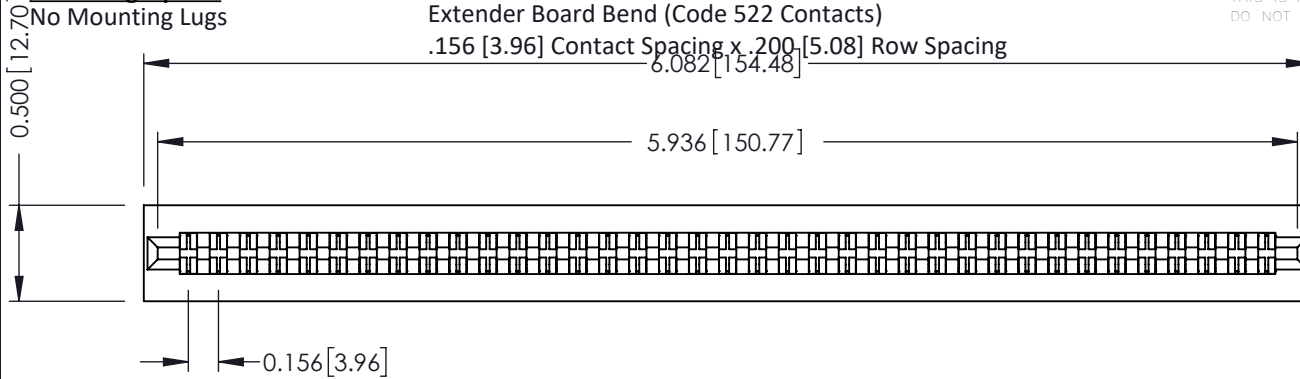 No Mounting Lugs
Extender Board Bend (Code 522 Contacts)
DO NOT
.156 [3.96] Contact Spacing x .200 [5.08] Row Spacing
6.082[154.48]
0.500[12.70]
5.936[150.77]
0.156[3.96]